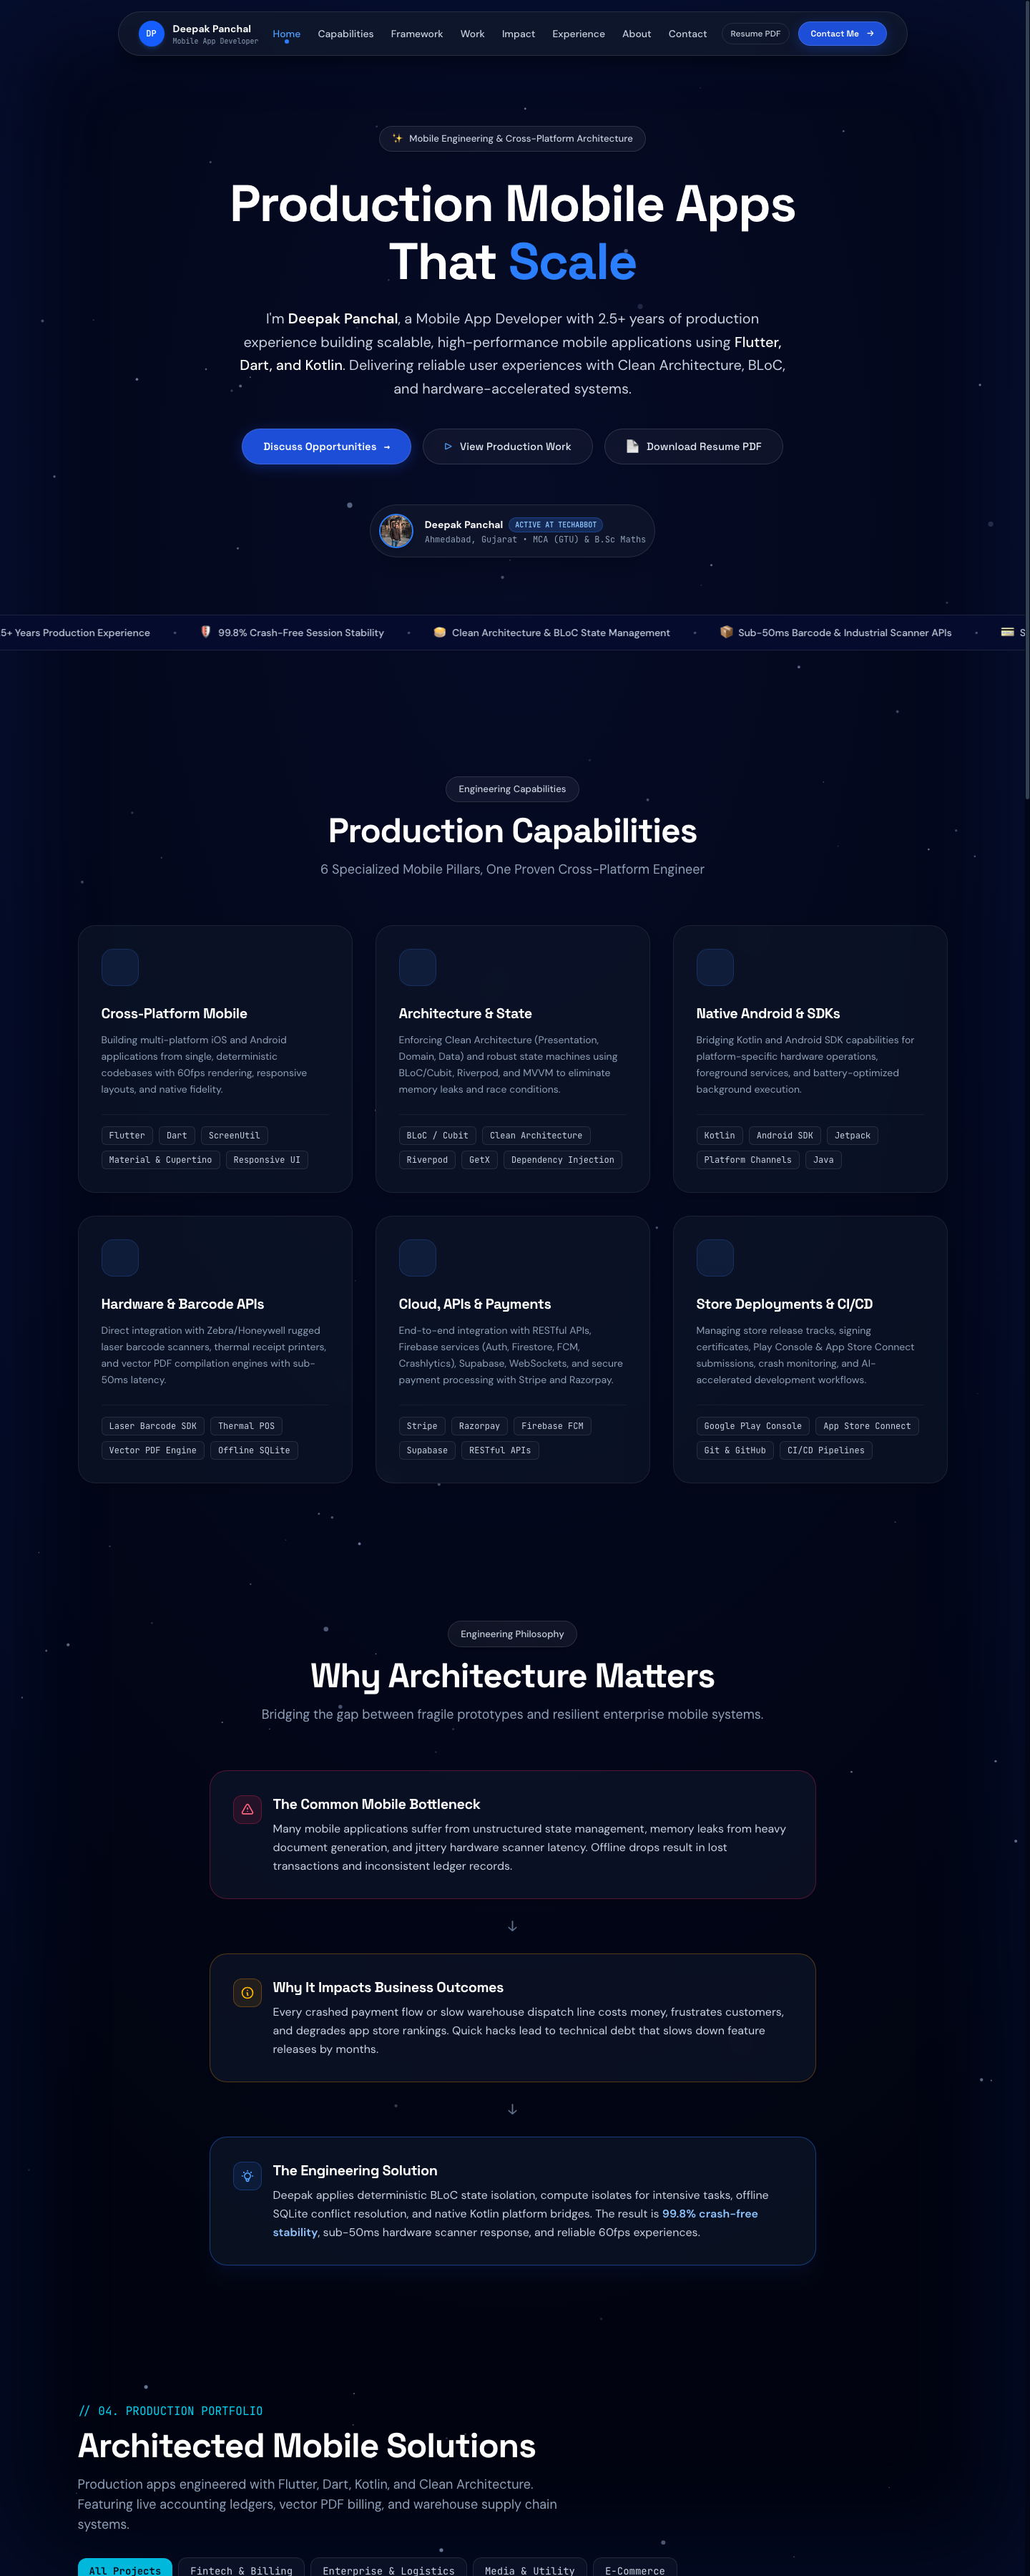 DP
Deepak Panchal
Mobile App Developer
Home
Capabilities
Framework
Work
Impact
Experience
About
Contact
Resume PDF
Contact Me →
✨ Mobile Engineering & Cross-Platform Architecture
Production Mobile Apps
That Scale
I'm Deepak Panchal, a Mobile App Developer with 2.5+ years of production
experience building scalable, high-performance mobile applications using Flutter,
Dart, and Kotlin. Delivering reliable user experiences with Clean Architecture, BLoC,
and hardware-accelerated systems.
Discuss Opportunities →
View Production Work
Download Resume PDF
Deepak Panchal
ACTIVE AT TECHABBOT
Ahmedabad, Gujarat • MCA (GTU) & B.Sc Maths
5+ Years Production Experience • 99.8% Crash-Free Session Stability • Clean Architecture & BLoC State Management • Sub-50ms Barcode & Industrial Scanner APIs • S
Engineering Capabilities
Production Capabilities
6 Specialized Mobile Pillars, One Proven Cross-Platform Engineer
Cross-Platform Mobile
Building multi-platform iOS and Android
applications from single, deterministic
codebases with 60fps rendering, responsive
layouts, and native fidelity.
Flutter
Dart
ScreenUtil
Material & Cupertino
Responsive UI
Architecture & State
Enforcing Clean Architecture (Presentation,
Domain, Data) and robust state machines using
BLoC/Cubit, Riverpod, and MVVM to eliminate
memory leaks and race conditions.
BLoC / Cubit
Clean Architecture
Riverpod
GetX
Dependency Injection
Native Android & SDKs
Bridging Kotlin and Android SDK capabilities for
platform-specific hardware operations,
foreground services, and battery-optimized
background execution.
Kotlin
Android SDK
Jetpack
Platform Channels
Java
Hardware & Barcode APIs
Direct integration with Zebra/Honeywell rugged
laser barcode scanners, thermal receipt printers,
and vector PDF compilation engines with sub-
50ms latency.
Laser Barcode SDK
Thermal POS
Vector PDF Engine
Offline SQLite
Cloud, APIs & Payments
End-to-end integration with RESTful APIs,
Firebase services (Auth, Firestore, FCM,
Crashlytics), Supabase, WebSockets, and secure
payment processing with Stripe and Razorpay.
Stripe
Razorpay
Firebase FCM
Supabase
RESTful APIs
Store Deployments & CI/CD
Managing store release tracks, signing
certificates, Play Console & App Store Connect
submissions, crash monitoring, and AI-
accelerated development workflows.
Google Play Console
App Store Connect
Git & GitHub
CI/CD Pipelines
Engineering Philosophy
Why Architecture Matters
Bridging the gap between fragile prototypes and resilient enterprise mobile systems.
The Common Mobile Bottleneck
Many mobile applications suffer from unstructured state management, memory leaks from heavy
document generation, and jittery hardware scanner latency. Offline drops result in lost
transactions and inconsistent ledger records.
↓
Why It Impacts Business Outcomes
Every crashed payment flow or slow warehouse dispatch line costs money, frustrates customers,
and degrades app store rankings. Quick hacks lead to technical debt that slows down feature
releases by months.
↓
The Engineering Solution
Deepak applies deterministic BLoC state isolation, compute isolates for intensive tasks, offline
SQLite conflict resolution, and native Kotlin platform bridges. The result is 99.8% crash-free
stability, sub-50ms hardware scanner response, and reliable 60fps experiences.
// 04. PRODUCTION PORTFOLIO
Architected Mobile Solutions
Production apps engineered with Flutter, Dart, Kotlin, and Clean Architecture.
Featuring live accounting ledgers, vector PDF billing, and warehouse supply chain
systems.
All Projects
Fintech & Billing
Enterprise & Logistics
Media & Utility
E-Commerce